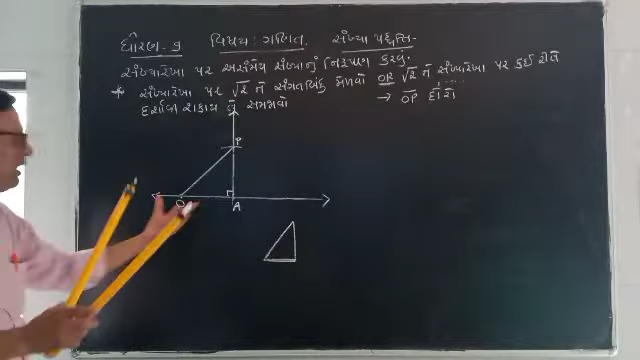 ધોરણ-૯ વિષય : ગણિત. સંખ્યા પદ્ધતિ-
સંખ્યારેખા પર અસંમેય સંખ્યાનું નિરૂપણ કરવું.
* સંખ્યારેખા પર √2 ને સંગતબિંદુ મેળવો OR √2 ને સંખ્યારેખા પર કઈ રીતે
દર્શાવી શકાય તે સમજાવો → OP દોરો
P
O A